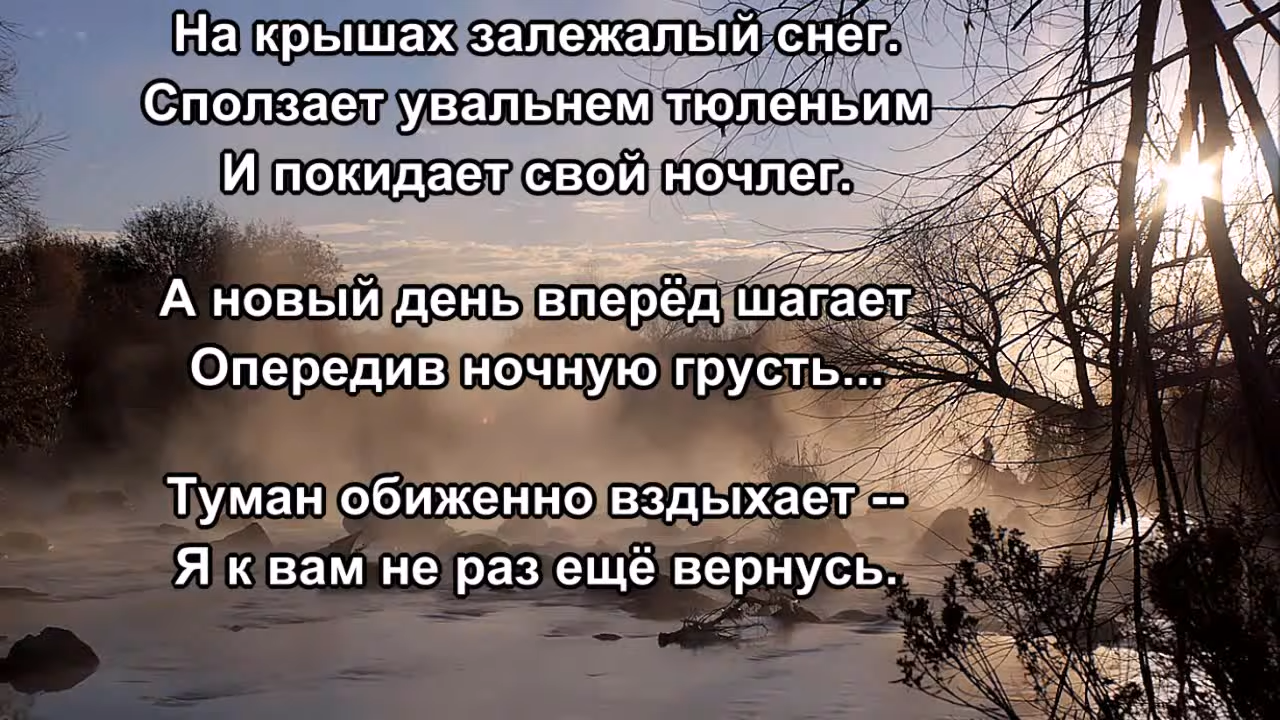 На крышах залежалый снег.
Сползает увальнем тюленьим
И покидает свой ночлег.
А новый день вперёд шагает
Опередив ночную грусть...
Туман обиженно вздыхает --
Я к вам не раз ещё вернусь.